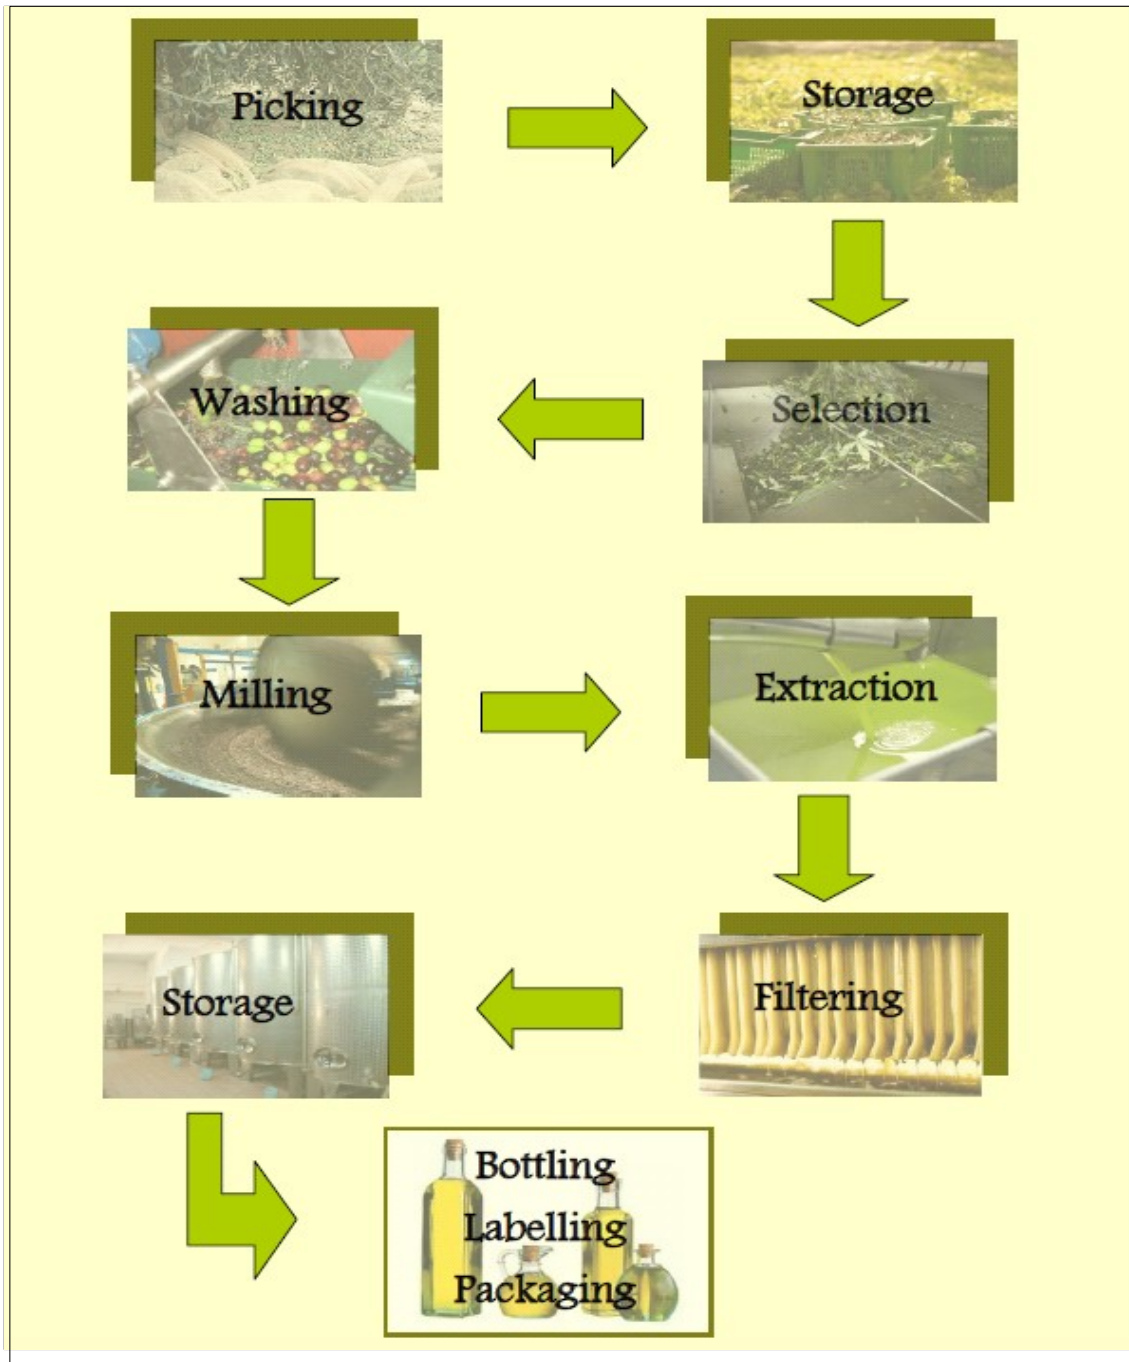 Picking
Storage
Selection
Washing
Milling
Extraction
Filtering
Storage
Bottling
Labelling
Packaging